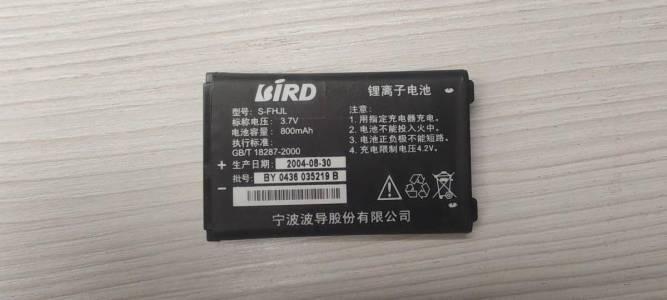 BIRD
锂离子电池
型号: S-FHJL
标称电压: 3.7V
电池容量: 800mAh
执行标准:
GB/T 18287-2000
+ 生产日期: 2004-08-30
− 批号: BY 0436 035219 B
注意:
1. 用指定充电器充电。
2. 电池不能投入火中。
3. 电池正负极不能短路。
4. 充电限制电压4.2V。
宁波波导股份有限公司